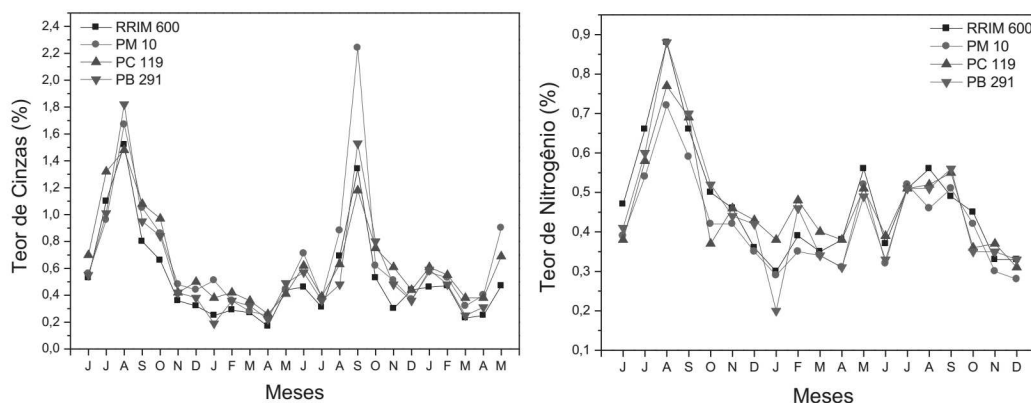 RRIM 600
PM 10
PC 119
PB 291
Teor de Cinzas (%)
2,4
2,2
2,0
1,8
1,6
1,4
1,2
1,0
0,8
0,6
0,4
0,2
0,0
J J A S O N D J F M A M J J A S O N D J F M A M
Meses
RRIM 600
PM 10
PC 119
PB 291
Teor de Nitrogênio (%)
0,9
0,8
0,7
0,6
0,5
0,4
0,3
0,2
0,1
J J A S O N D J F M A M J J A S O N D
Meses